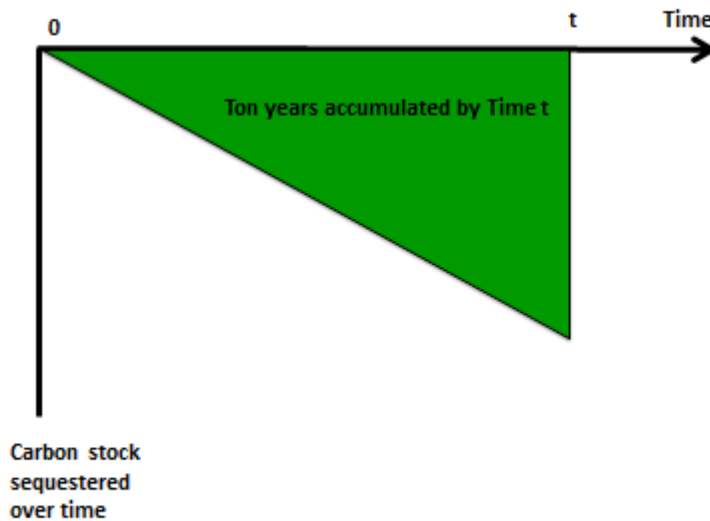 0
t
Time
Ton years accumulated by Time t
Carbon stock
sequestered
over time